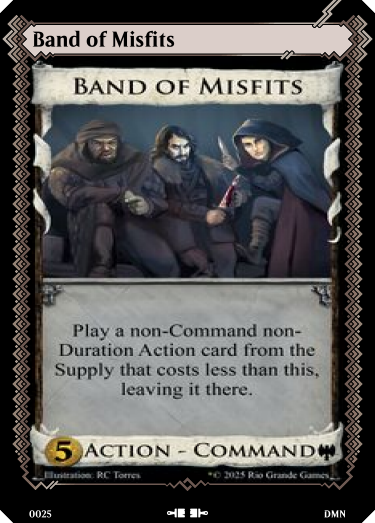 Band of Misfits
BAND OF MISFITS
Play a non-Command non-
Duration Action card from the
Supply that costs less than this,
leaving it there.
5 ACTION - COMMAND
Illustration: RC Torres *© 2025 Rio Grande Games
0025 DMN